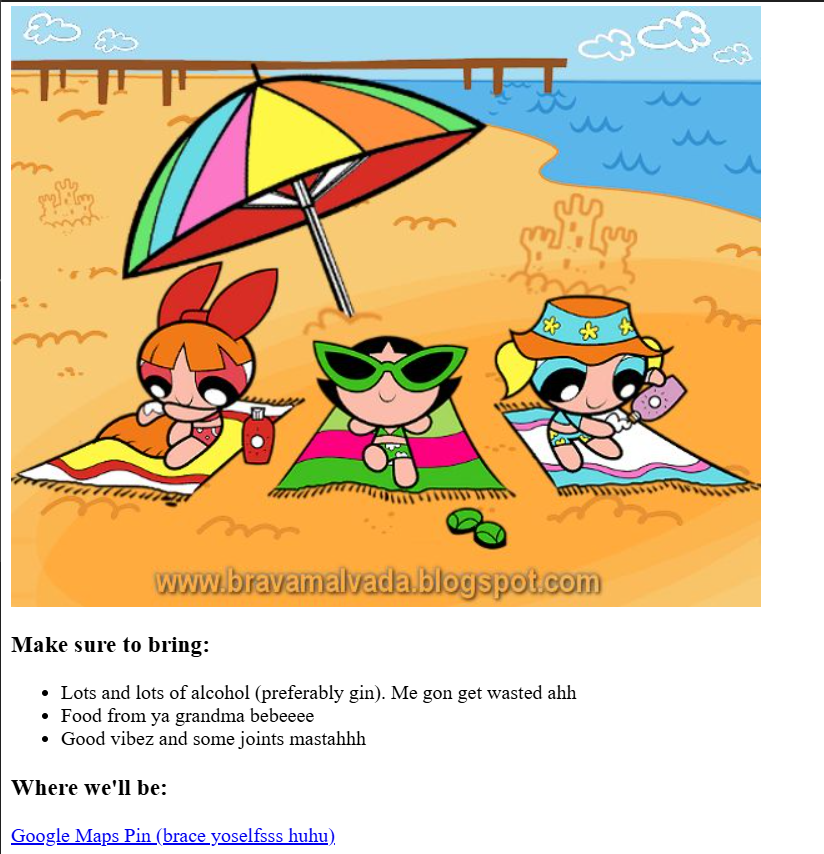 www.bravamalvada.blogspot.com
Make sure to bring:
Lots and lots of alcohol (preferably gin). Me gon get wasted ahh
Food from ya grandma bebeeee
Good vibez and some joints mastahhh
Where we'll be:
Google Maps Pin (brace yoselfsss huhu)